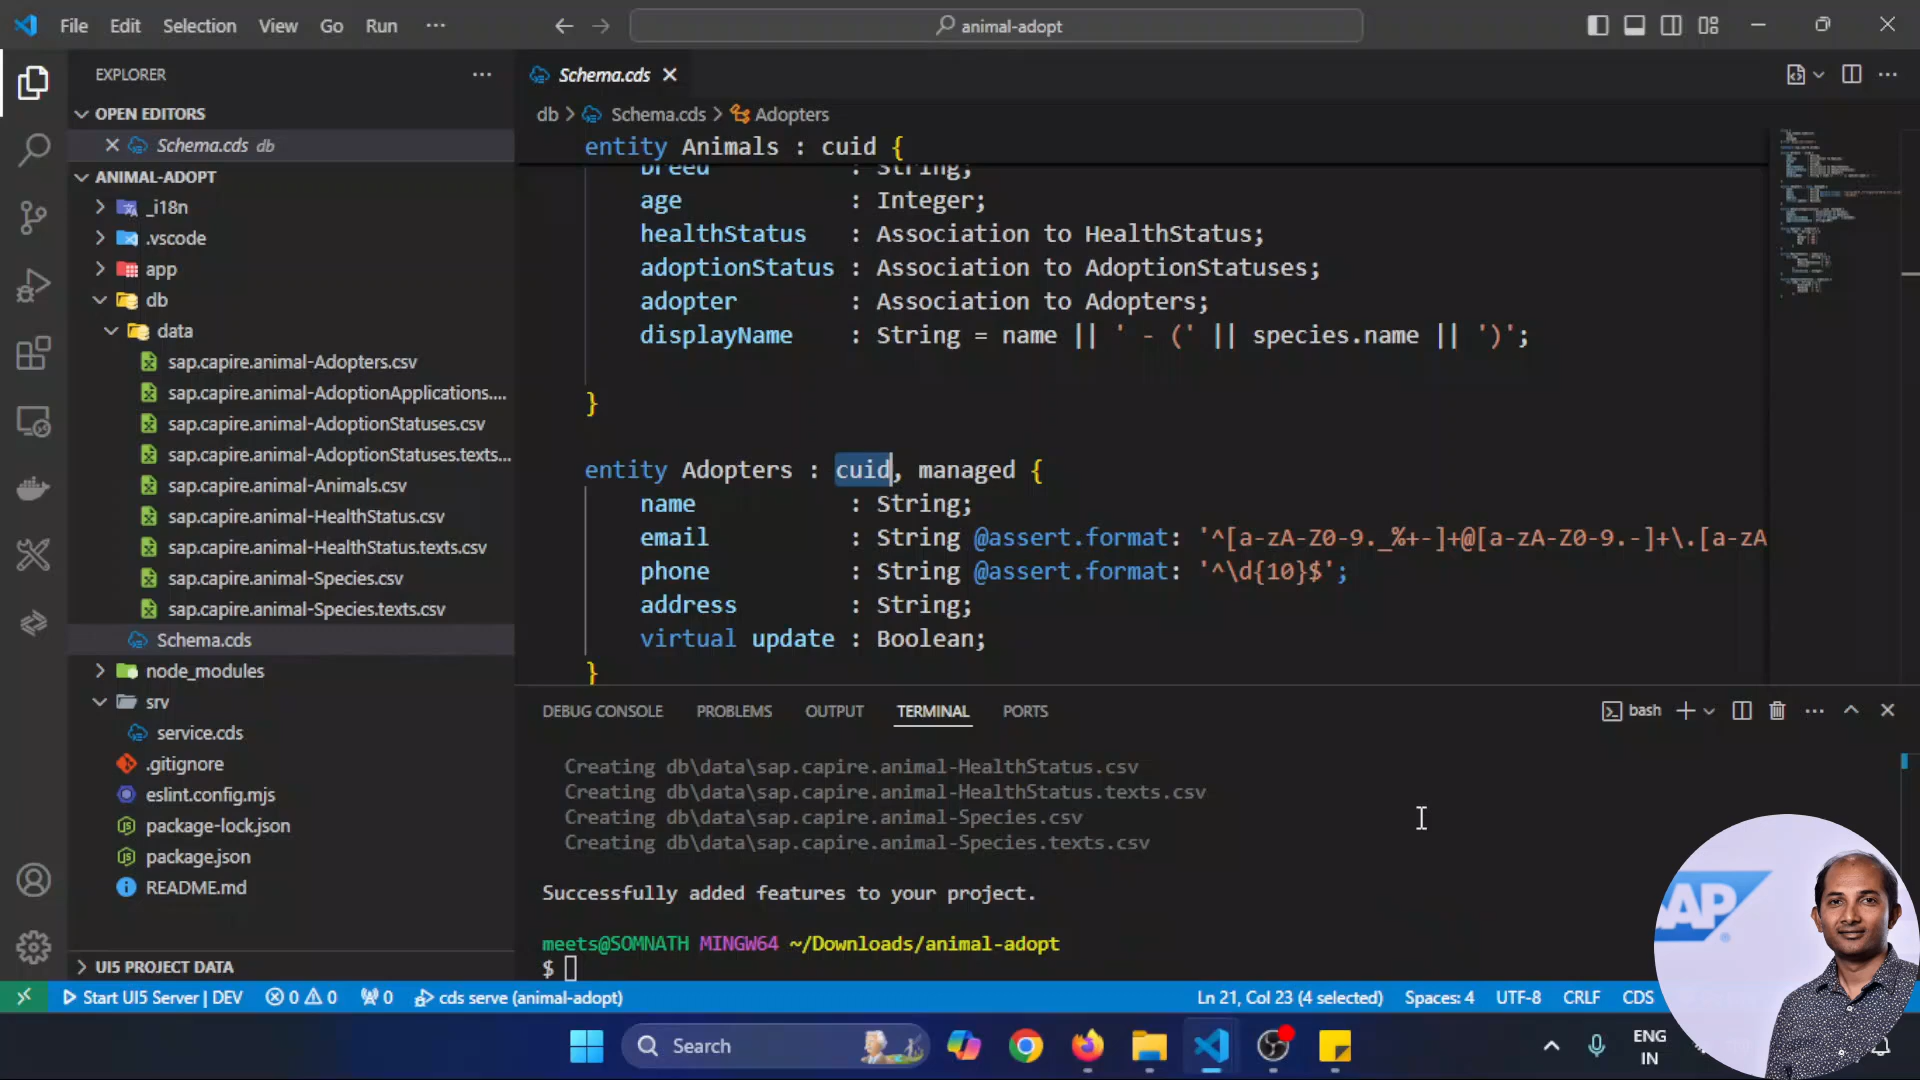 File Edit Selection View Go Run ···
animal-adopt
EXPLORER
OPEN EDITORS
Schema.cds db
ANIMAL-ADOPT
_i18n
.vscode
app
db
data
sap.capire.animal-Adopters.csv
sap.capire.animal-AdoptionApplications....
sap.capire.animal-AdoptionStatuses.csv
sap.capire.animal-AdoptionStatuses.texts...
sap.capire.animal-Animals.csv
sap.capire.animal-HealthStatus.csv
sap.capire.animal-HealthStatus.texts.csv
sap.capire.animal-Species.csv
sap.capire.animal-Species.texts.csv
Schema.cds
node_modules
srv
service.cds
.gitignore
eslint.config.mjs
package-lock.json
package.json
README.md
UI5 PROJECT DATA
Schema.cds
db > Schema.cds > Adopters
entity Animals : cuid {
breed : String;
age : Integer;
healthStatus : Association to HealthStatus;
adoptionStatus : Association to AdoptionStatuses;
adopter : Association to Adopters;
displayName : String = name || ' - (' || species.name || ')';
}
entity Adopters : cuid, managed {
name : String;
email : String @assert.format: '^[a-zA-Z0-9._%+-]+@[a-zA-Z0-9.-]+\.[a-zA
phone : String @assert.format: '^\d{10}$';
address : String;
virtual update : Boolean;
}
DEBUG CONSOLE PROBLEMS OUTPUT TERMINAL PORTS
bash
Creating db\data\sap.capire.animal-HealthStatus.csv
Creating db\data\sap.capire.animal-HealthStatus.texts.csv
Creating db\data\sap.capire.animal-Species.csv
Creating db\data\sap.capire.animal-Species.texts.csv
Successfully added features to your project.
meets@SOMNATH MINGW64 ~/Downloads/animal-adopt
$
Start UI5 Server | DEV 0 0 0 cds serve (animal-adopt)
Ln 21, Col 23 (4 selected) Spaces: 4 UTF-8 CRLF CDS
Search
ENG
IN